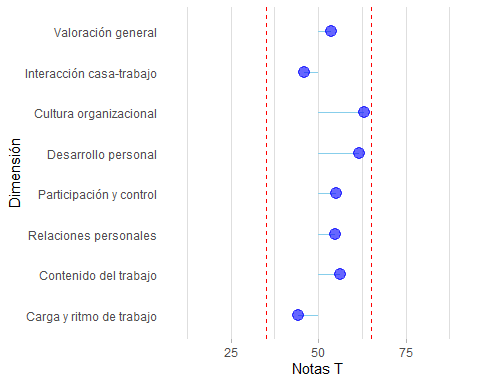 Valoración general
Interacción casa-trabajo
Cultura organizacional
Desarrollo personal
Participación y control
Relaciones personales
Contenido del trabajo
Carga y ritmo de trabajo
Dimensión
25 50 75
Notas T